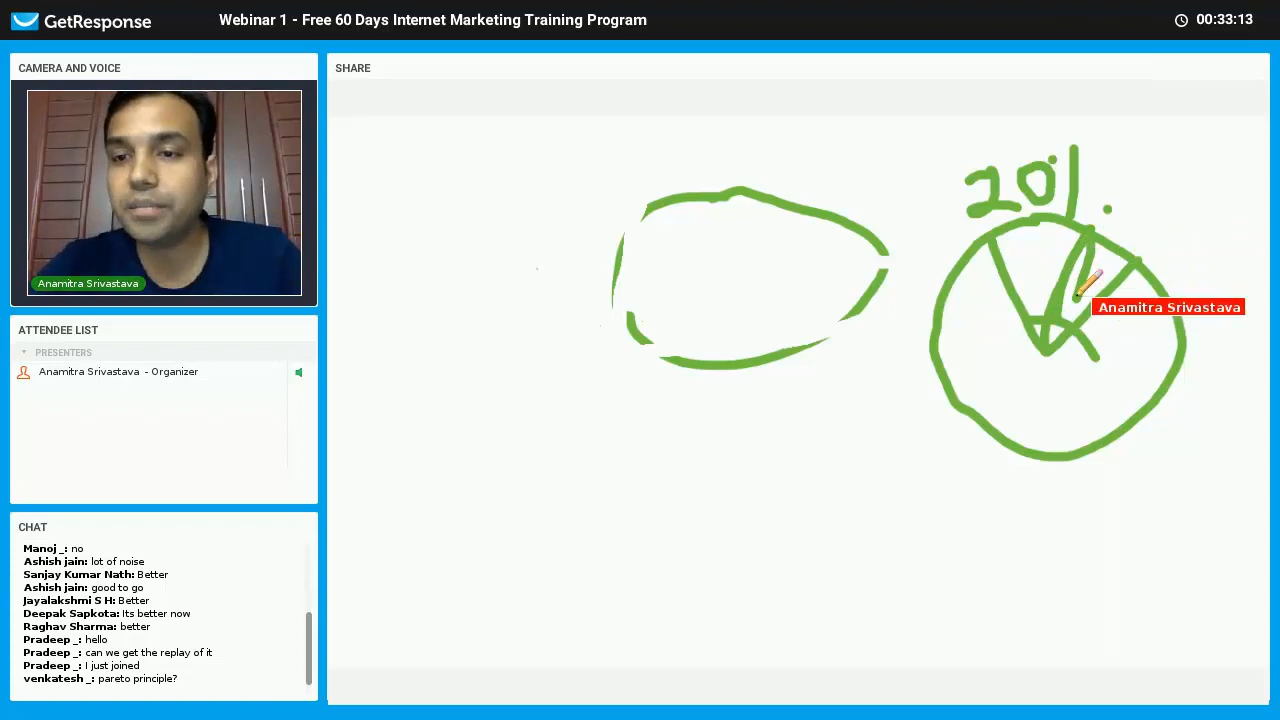 GetResponse
Webinar 1 - Free 60 Days Internet Marketing Training Program
00:33:13
CAMERA AND VOICE
Anamitra Srivastava
ATTENDEE LIST
PRESENTERS
Anamitra Srivastava - Organizer
CHAT
Manoj _: no
Ashish jain: lot of noise
Sanjay Kumar Nath: Better
Ashish jain: good to go
Jayalakshmi S H: Better
Deepak Sapkota: Its better now
Raghav Sharma: better
Pradeep _: hello
Pradeep _: can we get the replay of it
Pradeep _: I just joined
venkatesh _: pareto principle?
SHARE
20%
Anamitra Srivastava